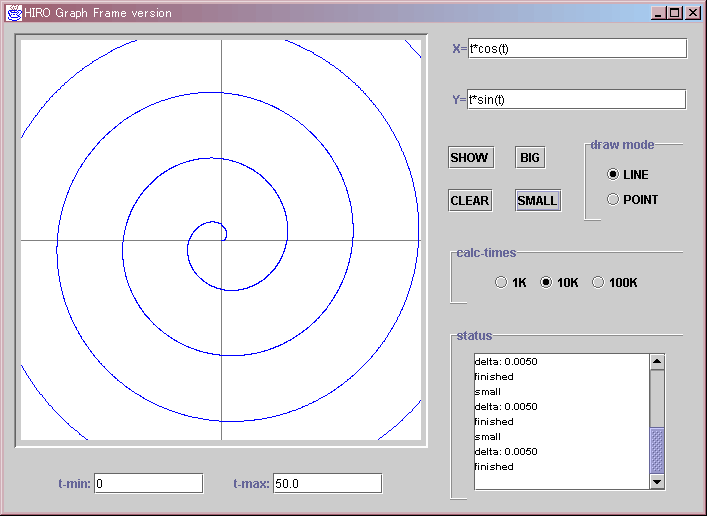 HIRO Graph Frame version
X= t*cos(t)
Y= t*sin(t)
SHOW BIG
CLEAR SMALL
draw mode
LINE
POINT
calc-times
1K 10K 100K
status
delta: 0.0050
finished
small
delta: 0.0050
finished
small
delta: 0.0050
finished
t-min: 0 t-max: 50.0